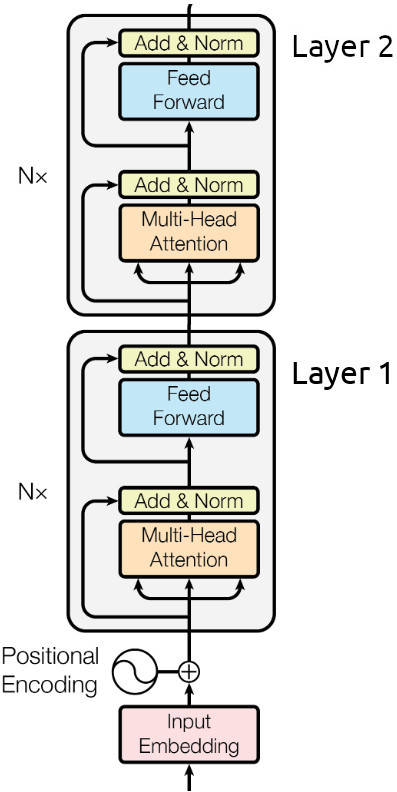 Add & Norm
Layer 2
Feed
Forward
Nx
Add & Norm
Multi-Head
Attention
Add & Norm
Layer 1
Feed
Forward
Nx
Add & Norm
Multi-Head
Attention
Positional
Encoding
Input
Embedding